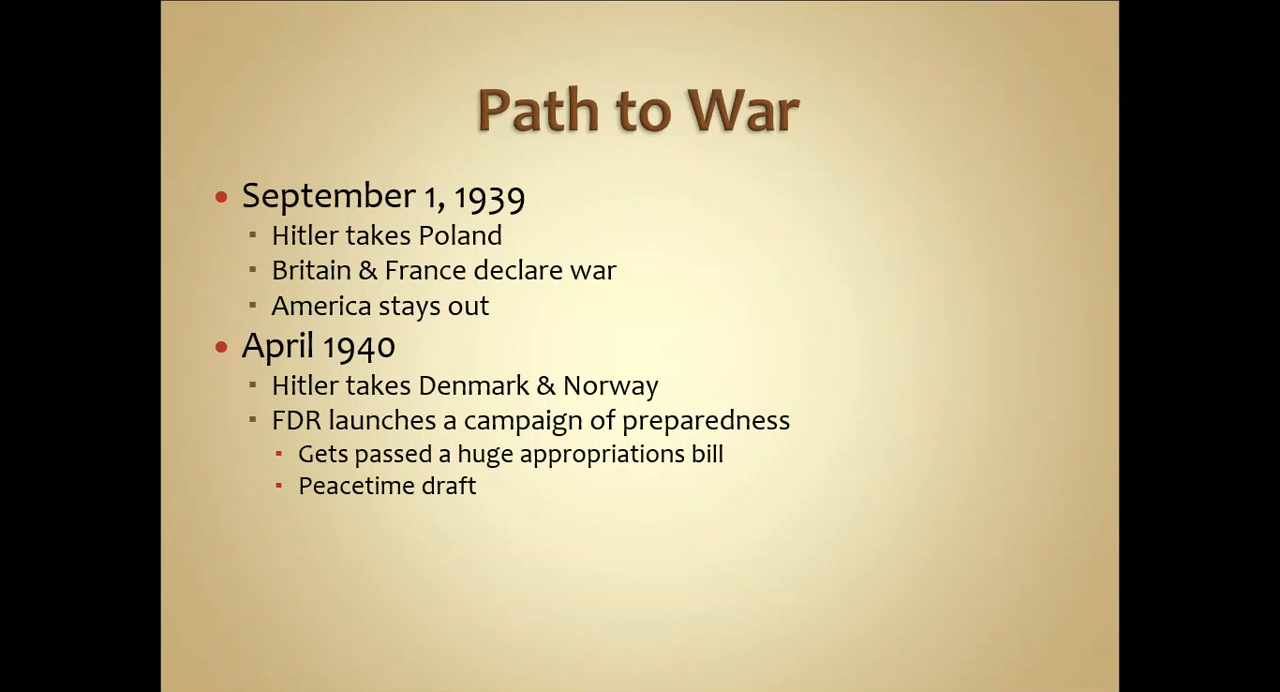 Path to War
• September 1, 1939
▪ Hitler takes Poland
▪ Britain & France declare war
▪ America stays out
• April 1940
▪ Hitler takes Denmark & Norway
▪ FDR launches a campaign of preparedness
▪ Gets passed a huge appropriations bill
▪ Peacetime draft